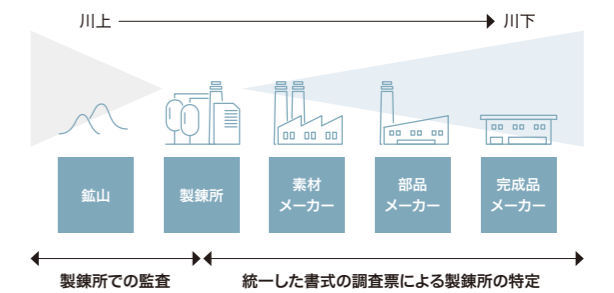 川上
川下
鉱山
製錬所
素材
メーカー
部品
メーカー
完成品
メーカー
製錬所での監査
統一した書式の調査票による製錬所の特定